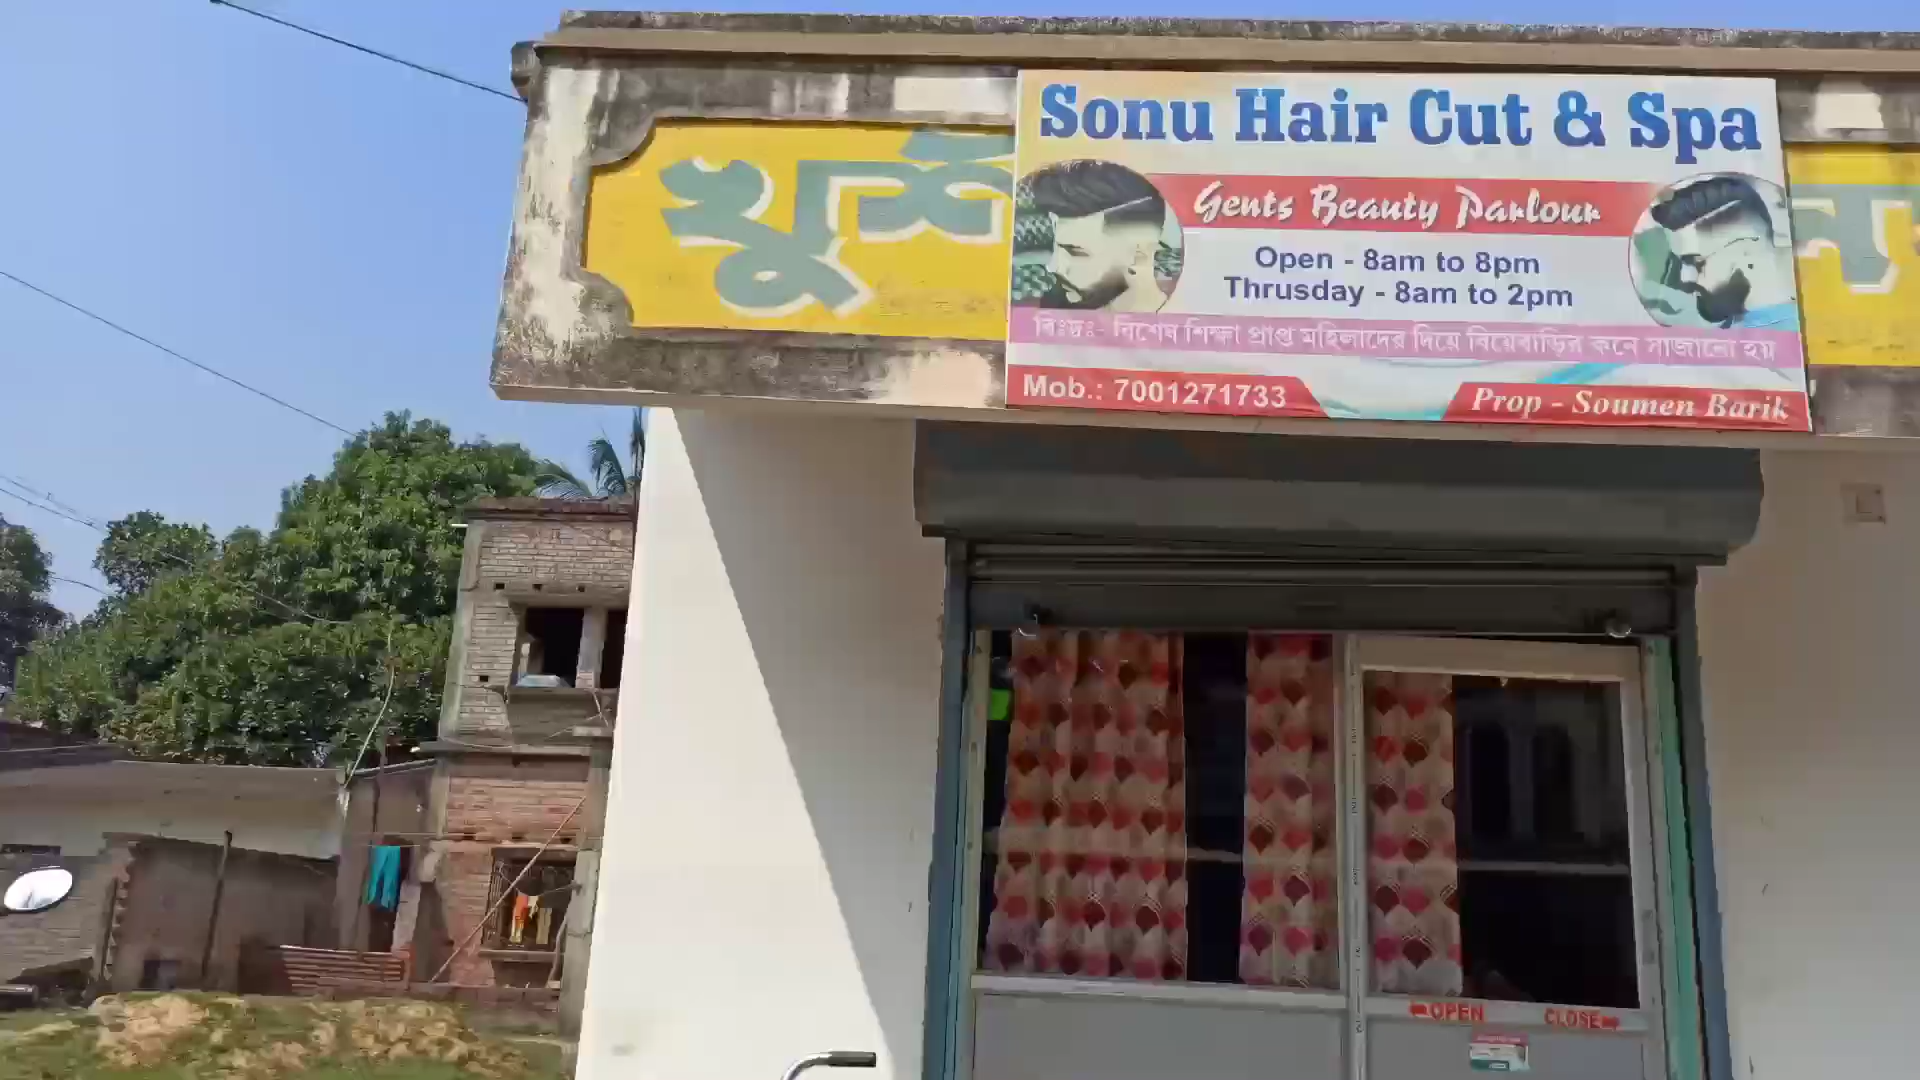 Sonu Hair Cut & Spa
Gents Beauty Parlour
Open - 8am to 8pm
Thrusday - 8am to 2pm
বিঃদ্রঃ- বিশেষ শিক্ষা প্রাপ্ত মহিলাদের দিয়ে বিয়েবাড়ির কনে সাজানো হয়
Mob.: 7001271733
Prop - Soumen Barik
OPEN CLOSE